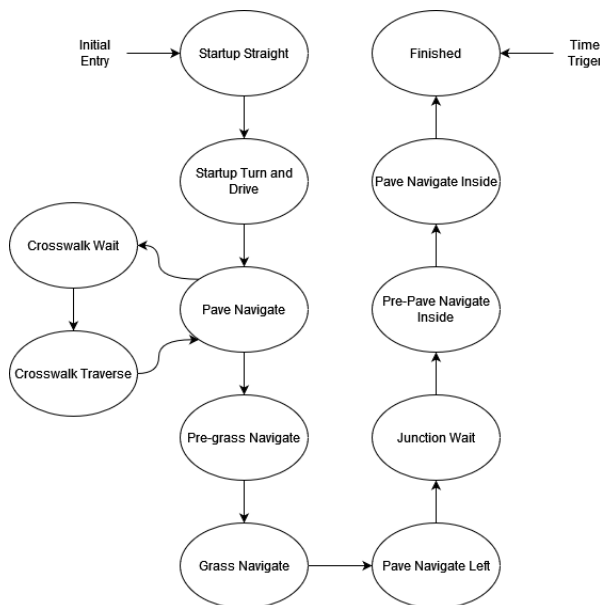 Initial
Entry
Startup Straight
Finished
Time
Triger
Startup Turn and
Drive
Pave Navigate Inside
Crosswalk Wait
Pave Navigate
Pre-Pave Navigate
Inside
Crosswalk Traverse
Pre-grass Navigate
Junction Wait
Grass Navigate
Pave Navigate Left